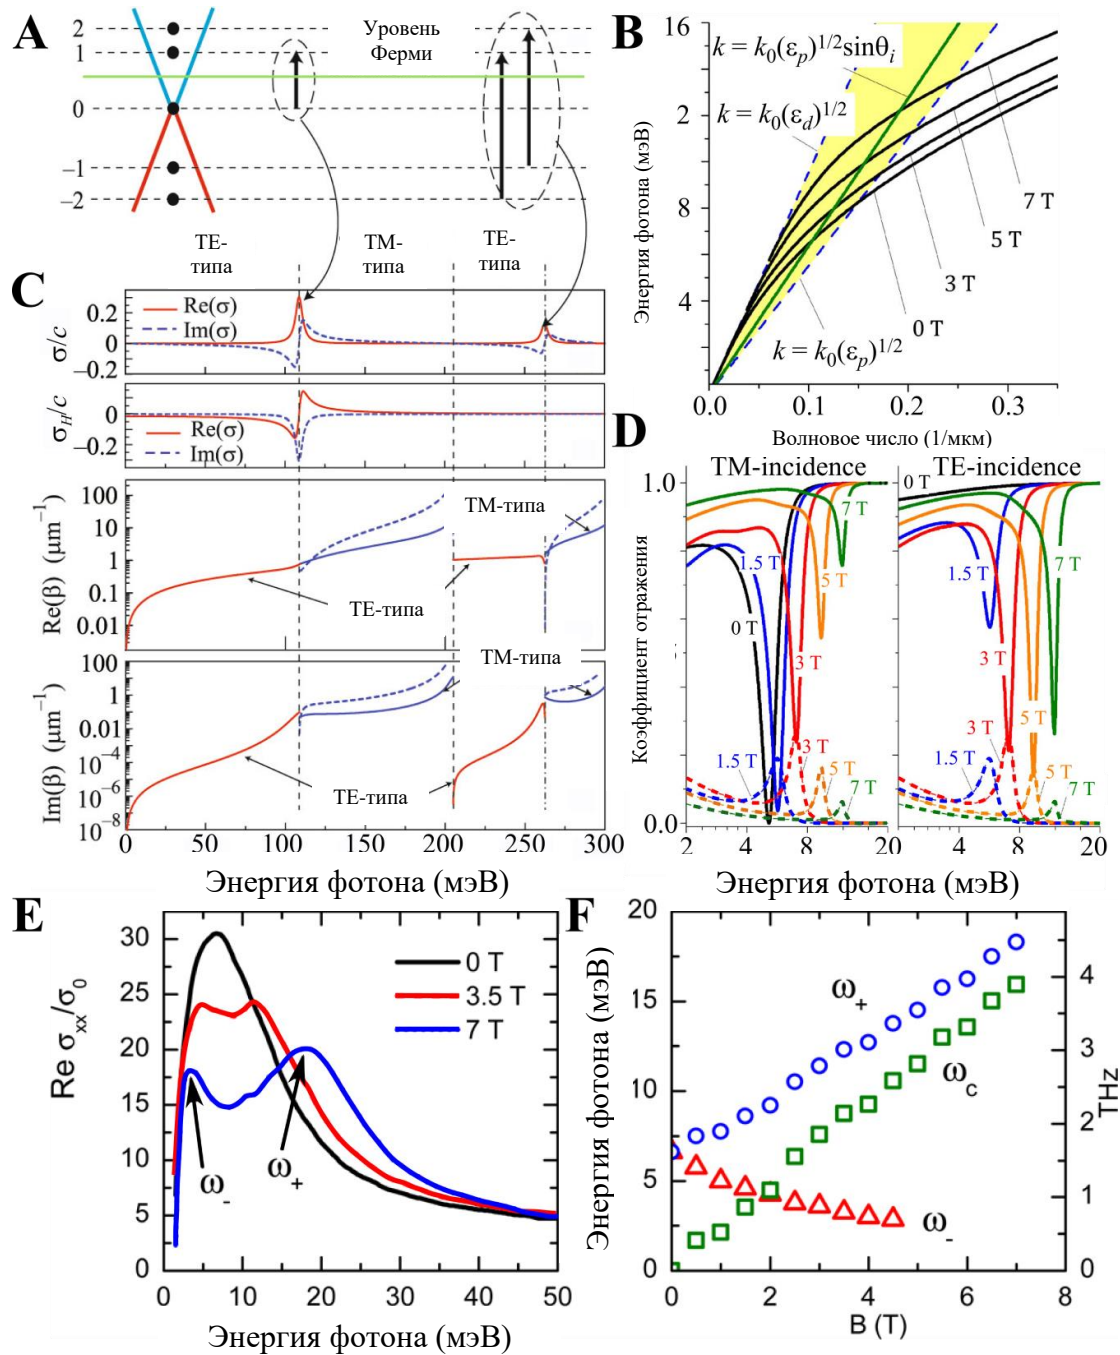 A
2
1
0
−1
−2
Уровень
Ферми
TE-
типа
TM-
типа
TE-
типа
B
Энергия фотона (мэВ)
16
2
8
4
k = k₀(εₚ)^1/2 sinθᵢ
k = k₀(ε_d)^1/2
k = k₀(εₚ)^1/2
7 T
5 T
3 T
0 T
0.0
0.1
0.2
0.3
Волновое число (1/мкм)
C
σ/c
0.2
0
−0.2
Re(σ)
Im(σ)
σ_H/c
0
−0.2
Re(σ)
Im(σ)
Re(β) (μm⁻¹)
100
10
1
0.1
0.01
TM-типа
TE-типа
Im(β) (μm⁻¹)
100
1
0.01
10⁻⁴
10⁻⁶
10⁻⁸
TM-типа
TE-типа
0
50
100
150
200
250
300
Энергия фотона (мэВ)
D
TM-incidence
TE-incidence
Коэффициент отражения
1.0
0.0
7 T
5 T
1.5 T
0 T
3 T
1.5 T
3 T
5 T
7 T
2
4
8
20
0 T
7 T
1.5 T
3 T
5 T
3 T
1.5 T
5 T
7 T
2
4
8
20
Энергия фотона (мэВ)
E
Re σₓₓ/σ₀
30
25
20
15
10
5
0
0 T
3.5 T
7 T
ω₋
ω₊
0
10
20
30
40
50
Энергия фотона (мэВ)
F
Энергия фотона (мэВ)
20
15
10
5
0
ω₊
ω_c
ω₋
4
3
2
1
0
THz
0
2
4
6
8
B (T)